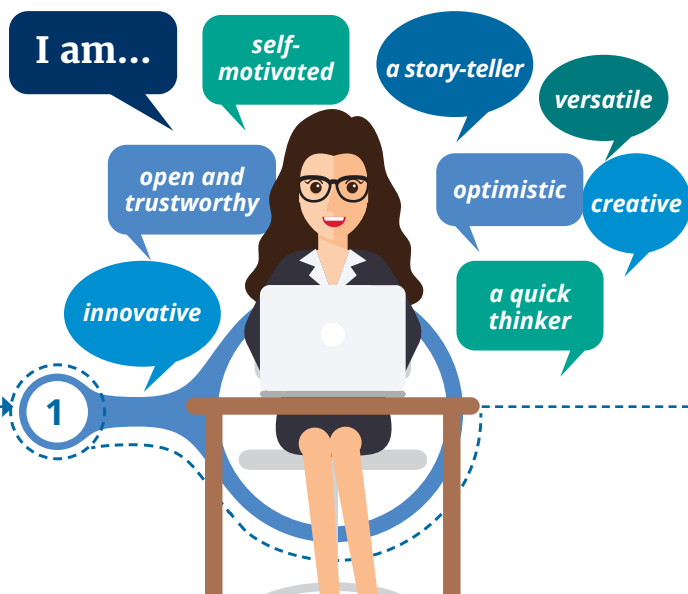 I am...
self-
motivated
a story-teller
versatile
open and
trustworthy
optimistic
creative
innovative
a quick
thinker
1